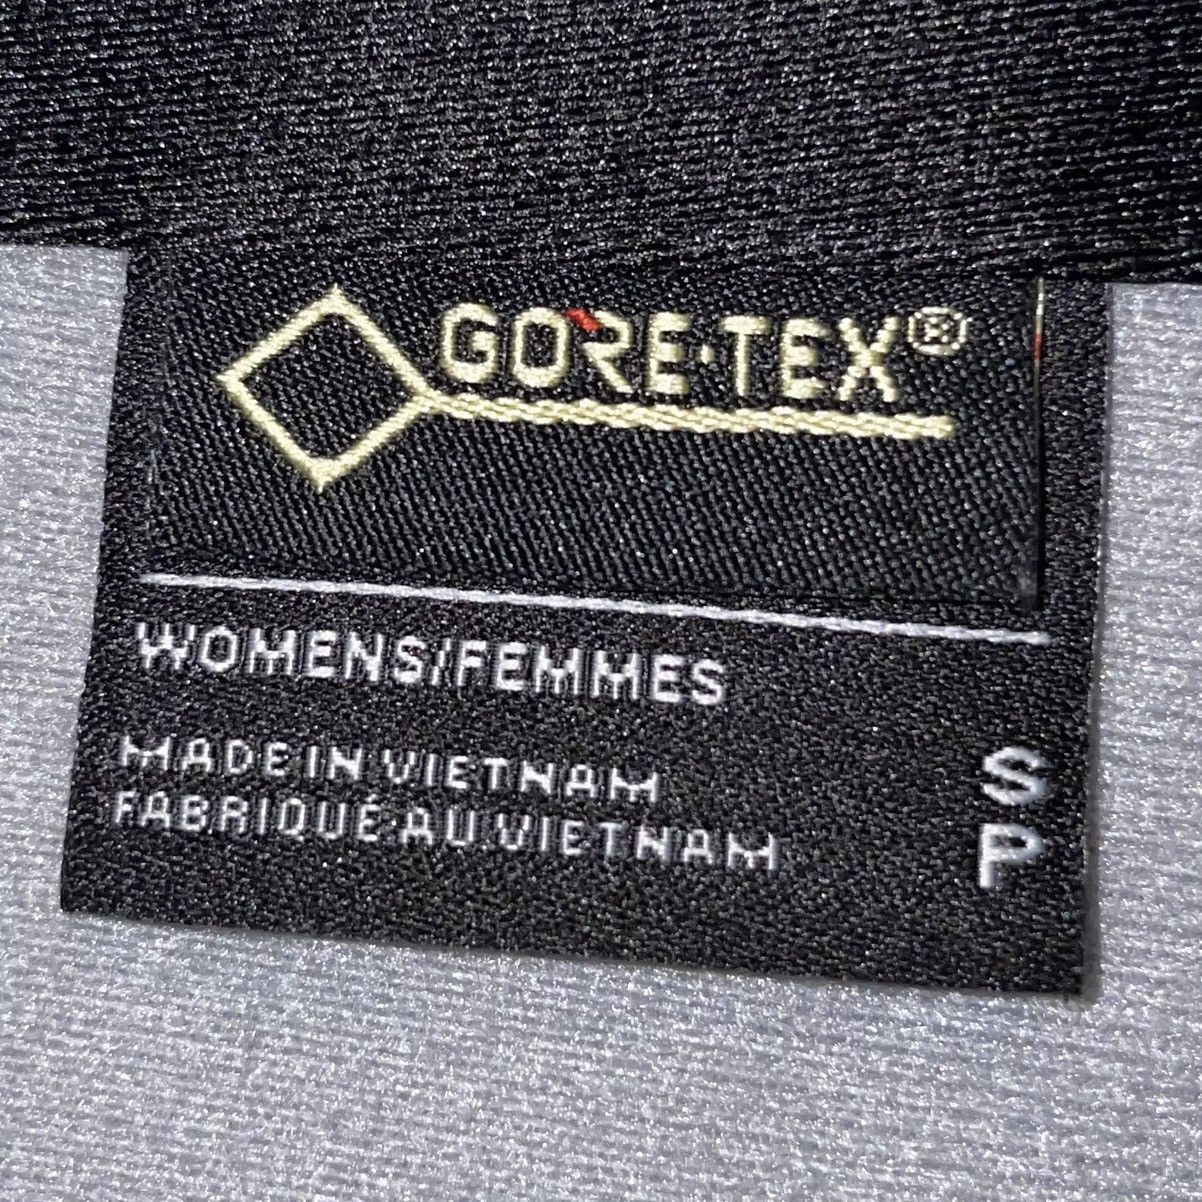 GORE-TEX®
WOMENS/FEMMES
MADE IN VIETNAM
FABRIQUÉ AU VIETNAM
S
P